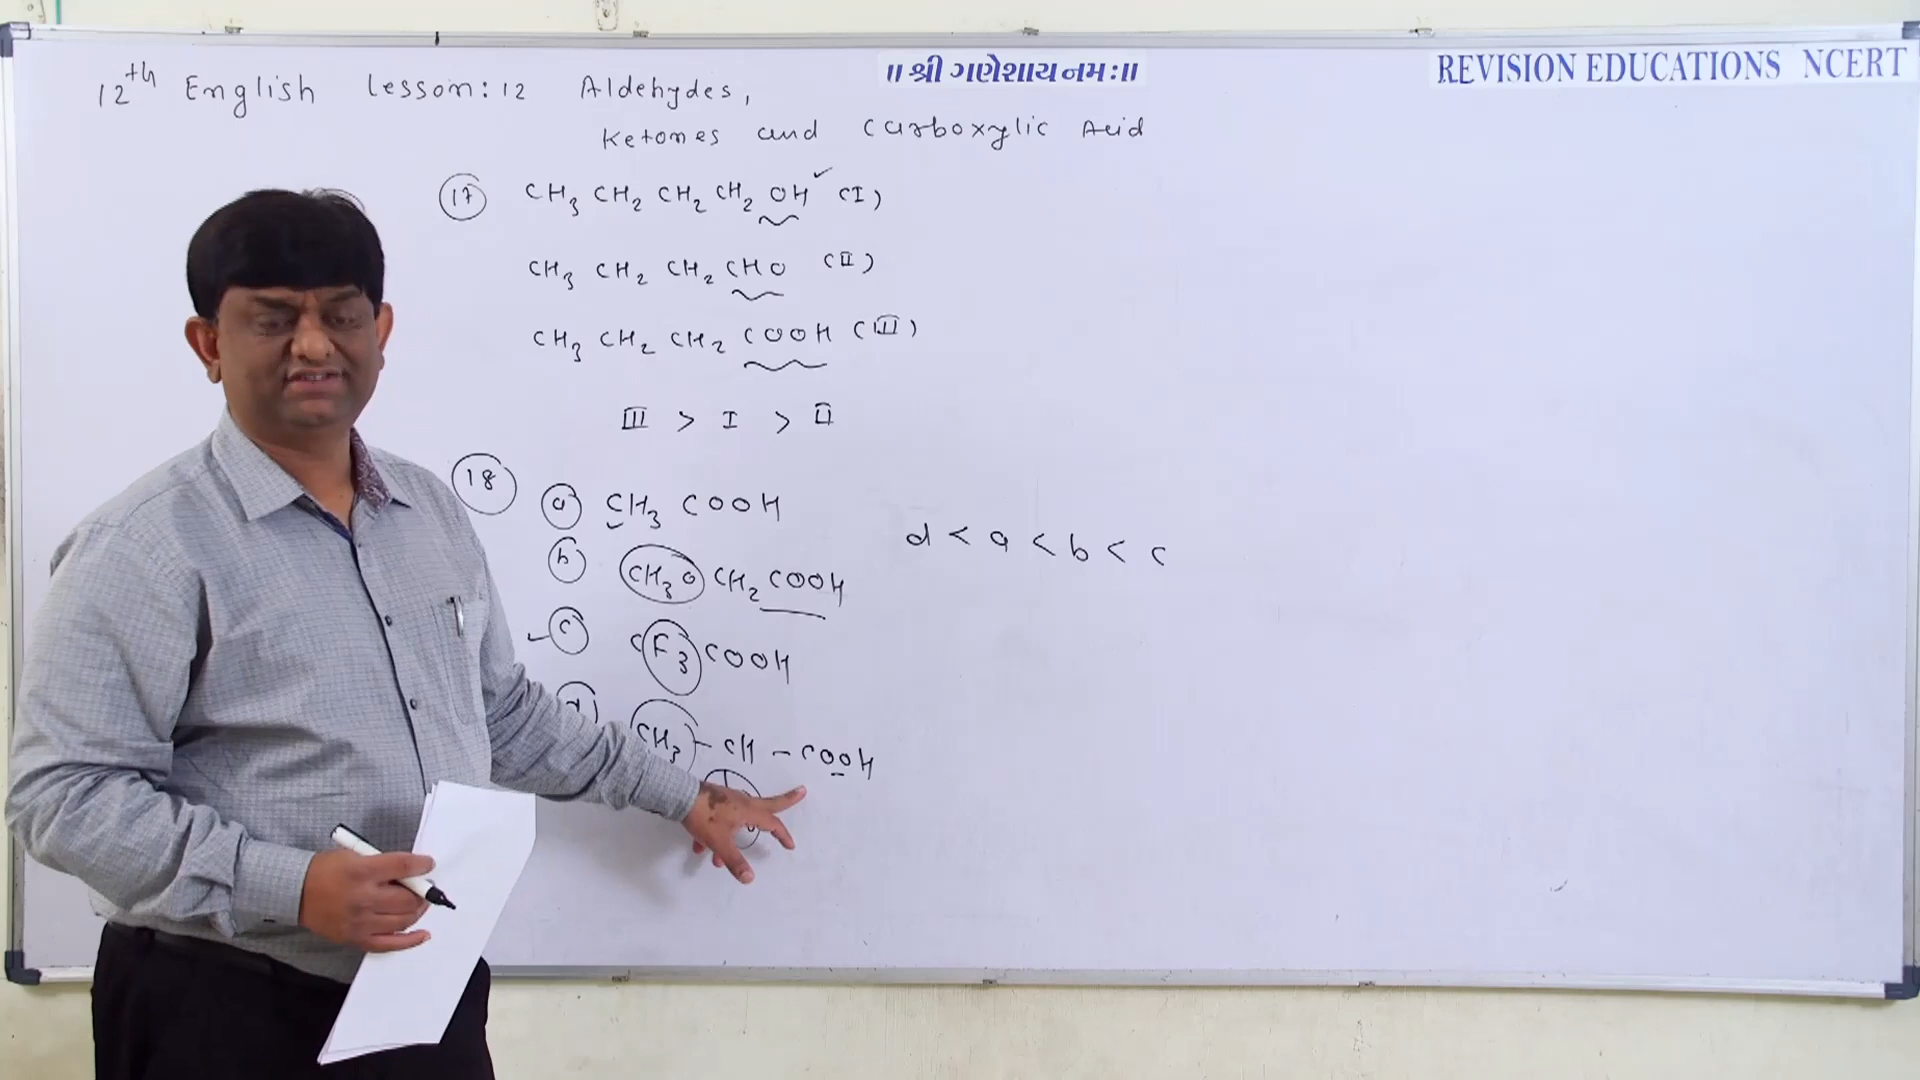 ॥ श्री ગણેશાય નમઃ॥
REVISION EDUCATIONS NCERT
12th English Lesson: 12 Aldehydes,
Ketones and Carboxylic Acid
17 CH3 CH2 CH2 CH2 OH (I)
CH3 CH2 CH2 CHO (II)
CH3 CH2 CH2 COOH (III)
III > I > II
18
a CH3 COOH
d < a < b < c
b CH3O CH2 COOH
c CF3 COOH
d CH3 - CH - COOH